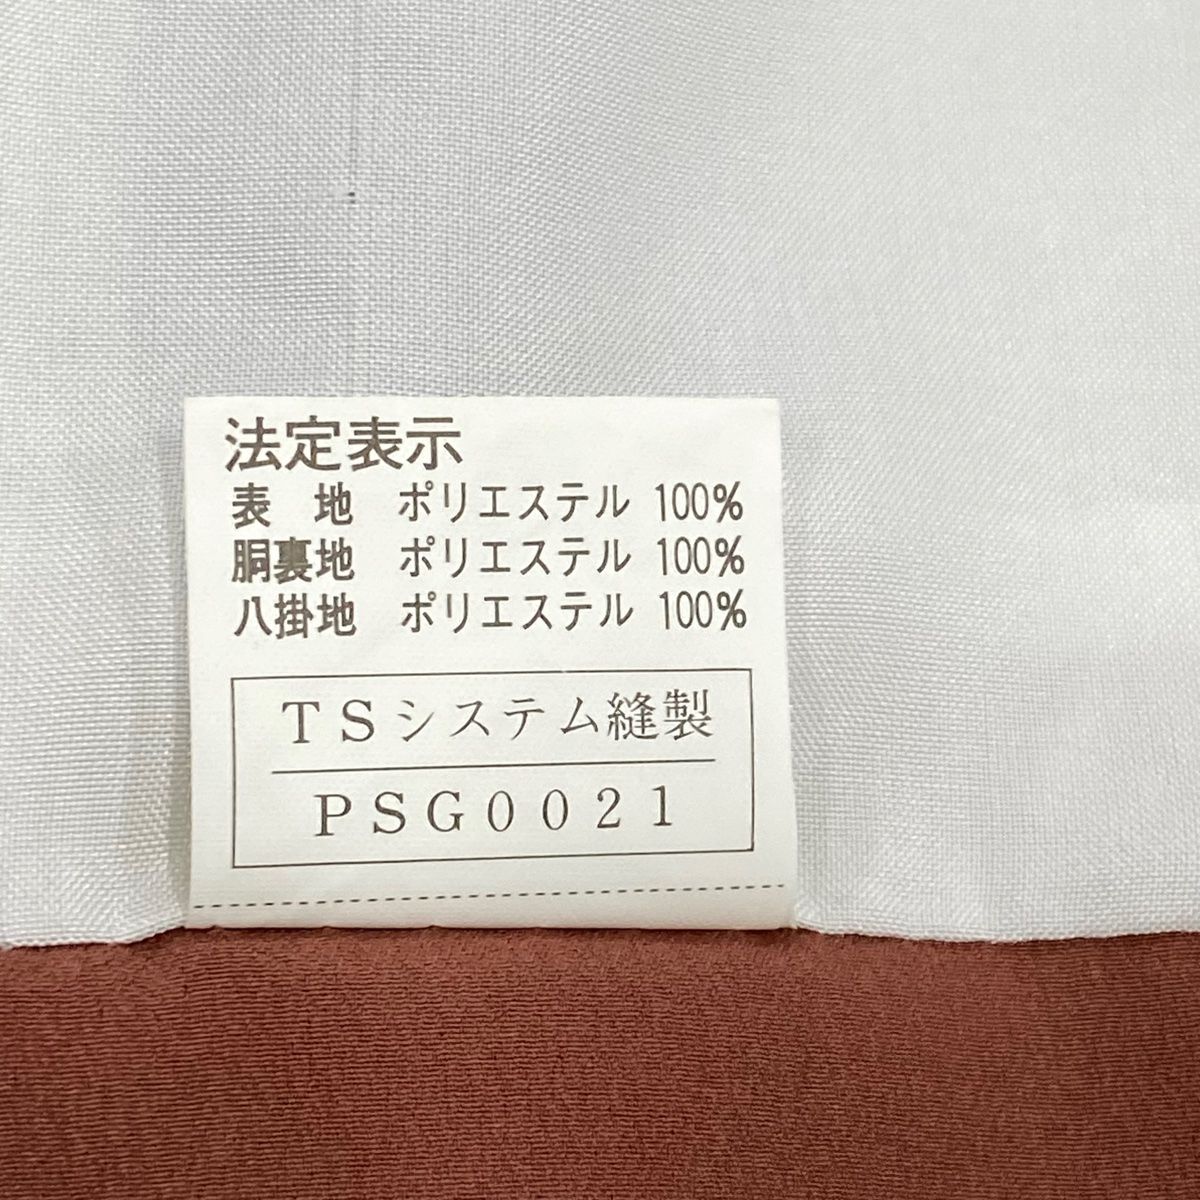 法定表示
表 地 ポリエステル 100%
胴裏地 ポリエステル 100%
八掛地 ポリエステル 100%
TSシステム縫製
PSG0021